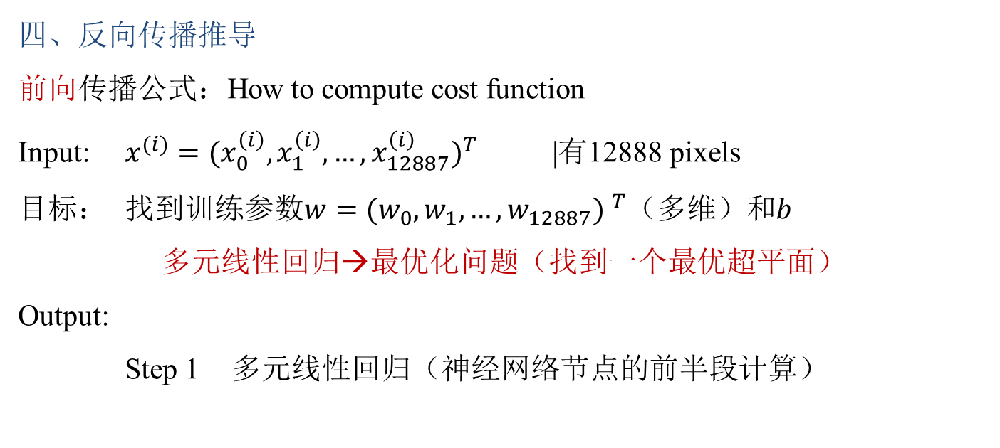 四、反向传播推导
前向传播公式：How to compute cost function
Input: x^{(i)} = (x_0^{(i)}, x_1^{(i)}, …, x_{12887}^{(i)})^T |有12888 pixels
目标： 找到训练参数w = (w_0, w_1, …, w_{12887})^T（多维）和b
多元线性回归→最优化问题（找到一个最优超平面）
Output:
Step 1 多元线性回归（神经网络节点的前半段计算）